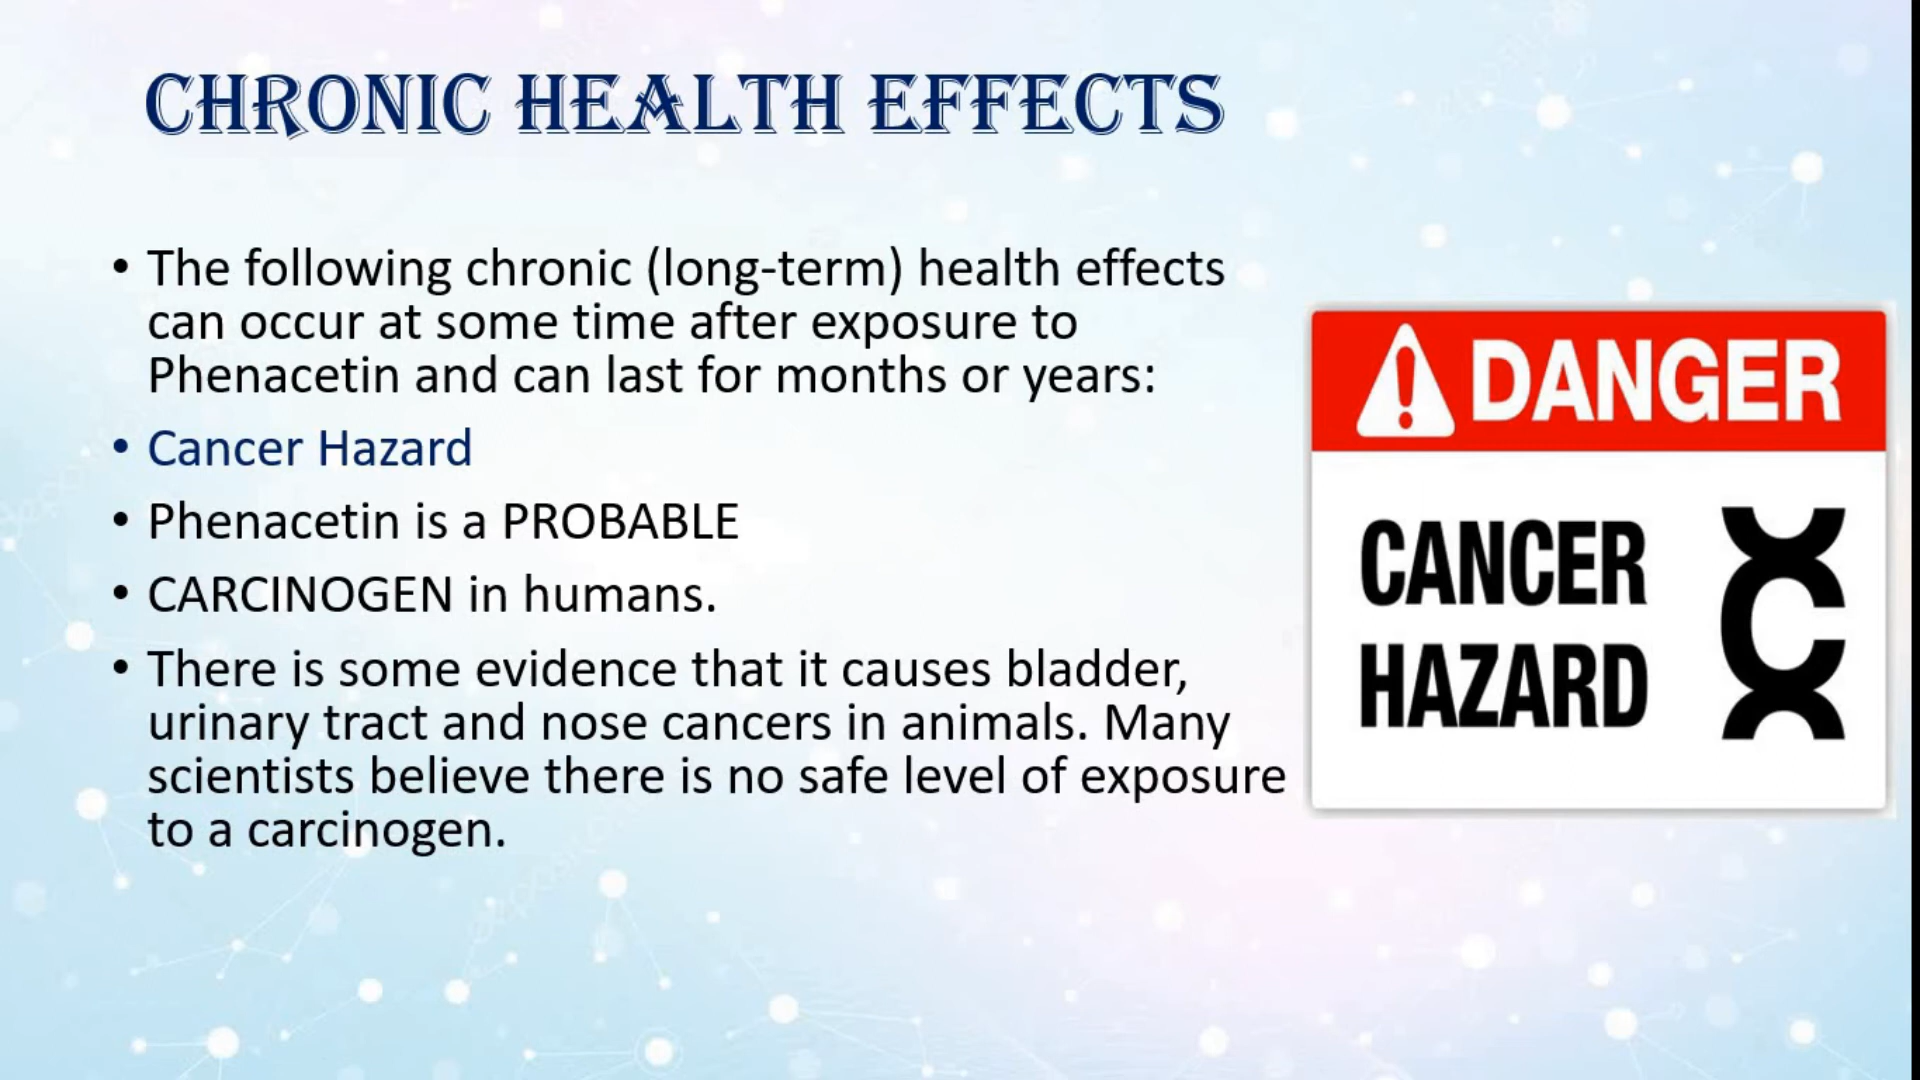 CHRONIC HEALTH EFFECTS
• The following chronic (long-term) health effects
can occur at some time after exposure to
Phenacetin and can last for months or years:
• Cancer Hazard
• Phenacetin is a PROBABLE
• CARCINOGEN in humans.
• There is some evidence that it causes bladder,
urinary tract and nose cancers in animals. Many
scientists believe there is no safe level of exposure
to a carcinogen.
DANGER
CANCER
HAZARD